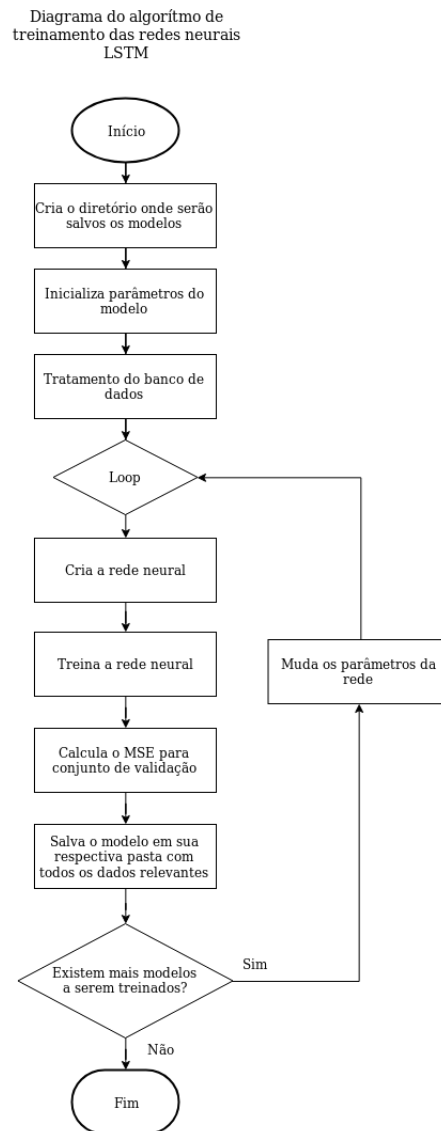 Diagrama do algorítmo de
treinamento das redes neurais
LSTM
Início
Cria o diretório onde serão
salvos os modelos
Inicializa parâmetros do
modelo
Tratamento do banco de
dados
Loop
Cria a rede neural
Treina a rede neural
Muda os parâmetros da
rede
Calcula o MSE para
conjunto de validação
Salva o modelo em sua
respectiva pasta com
todos os dados relevantes
Existem mais modelos
a serem treinados?
Sim
Não
Fim